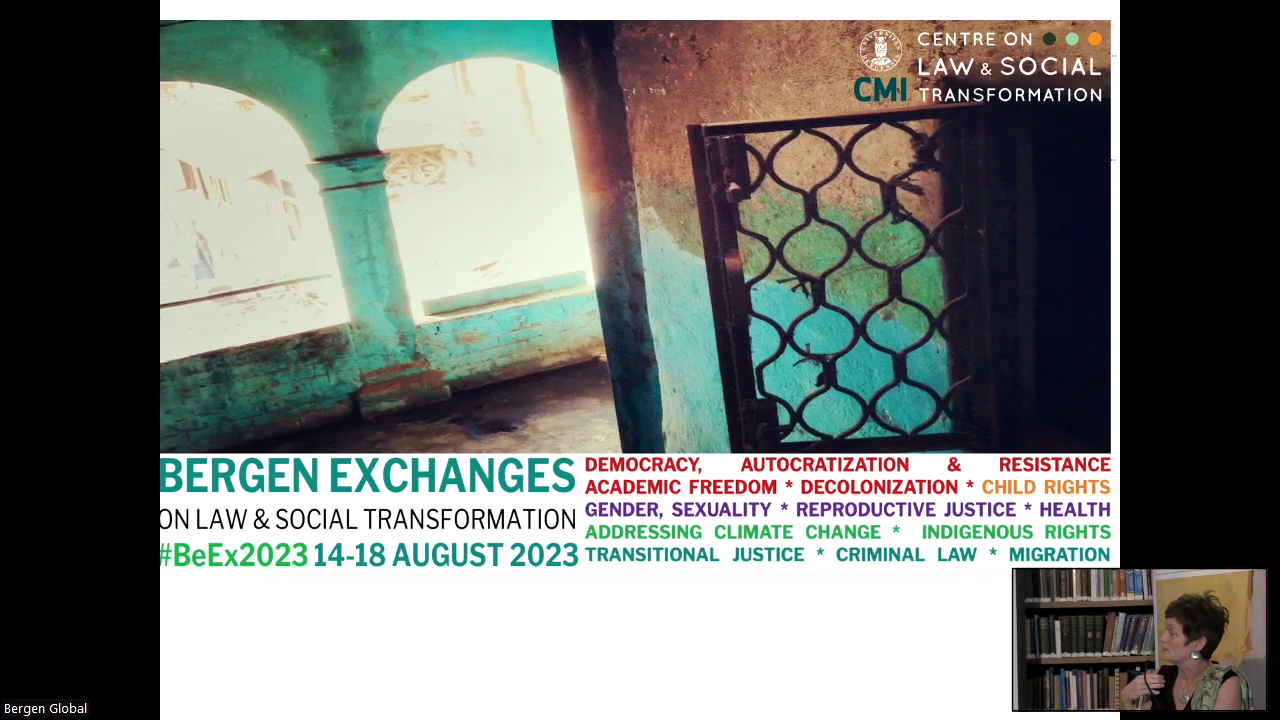 CENTRE ON
LAW & SOCIAL
CMI TRANSFORMATION
BERGEN EXCHANGES
ON LAW & SOCIAL TRANSFORMATION
#BeEx2023 14-18 AUGUST 2023
DEMOCRACY, AUTOCRATIZATION & RESISTANCE
ACADEMIC FREEDOM * DECOLONIZATION * CHILD RIGHTS
GENDER, SEXUALITY * REPRODUCTIVE JUSTICE * HEALTH
ADDRESSING CLIMATE CHANGE * INDIGENOUS RIGHTS
TRANSITIONAL JUSTICE * CRIMINAL LAW * MIGRATION
Bergen Global